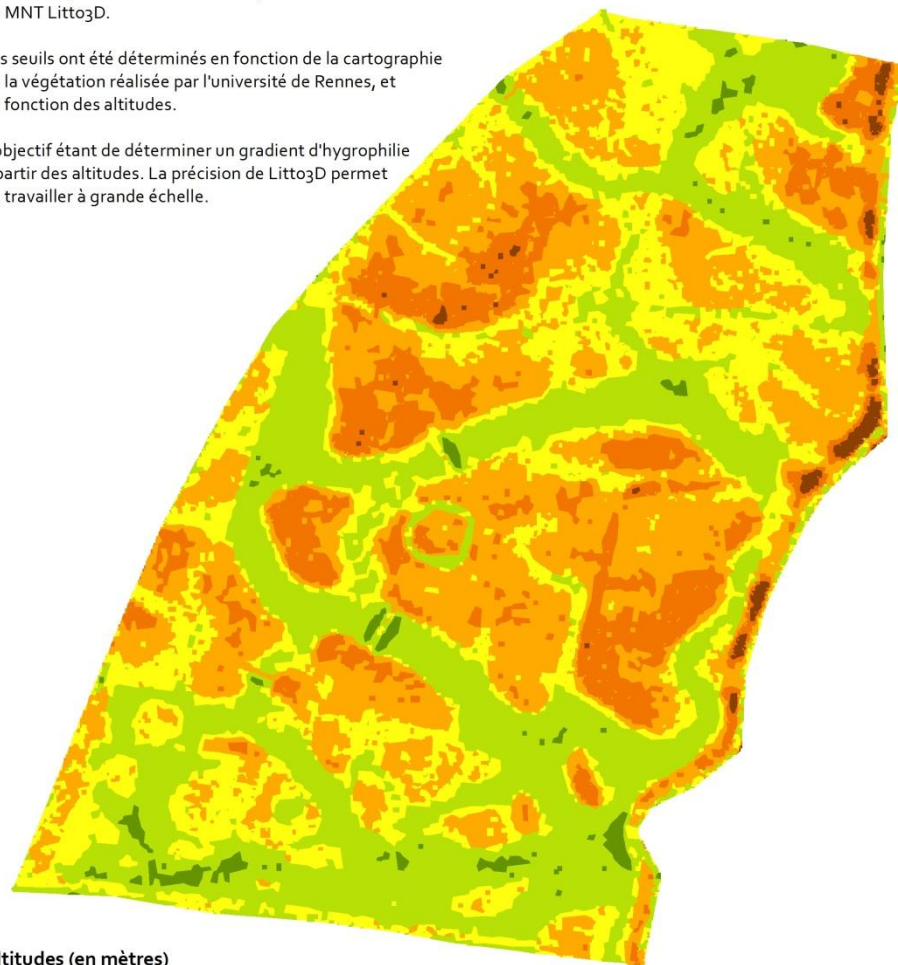 MNT Litto3D.
s seuils ont été déterminés en fonction de la cartographie
la végétation réalisée par l'université de Rennes, et
fonction des altitudes.
objectif étant de déterminer un gradient d'hygrophilie
partir des altitudes. La précision de Litto3D permet
travailler à grande échelle.
ltitudes (en mètres)